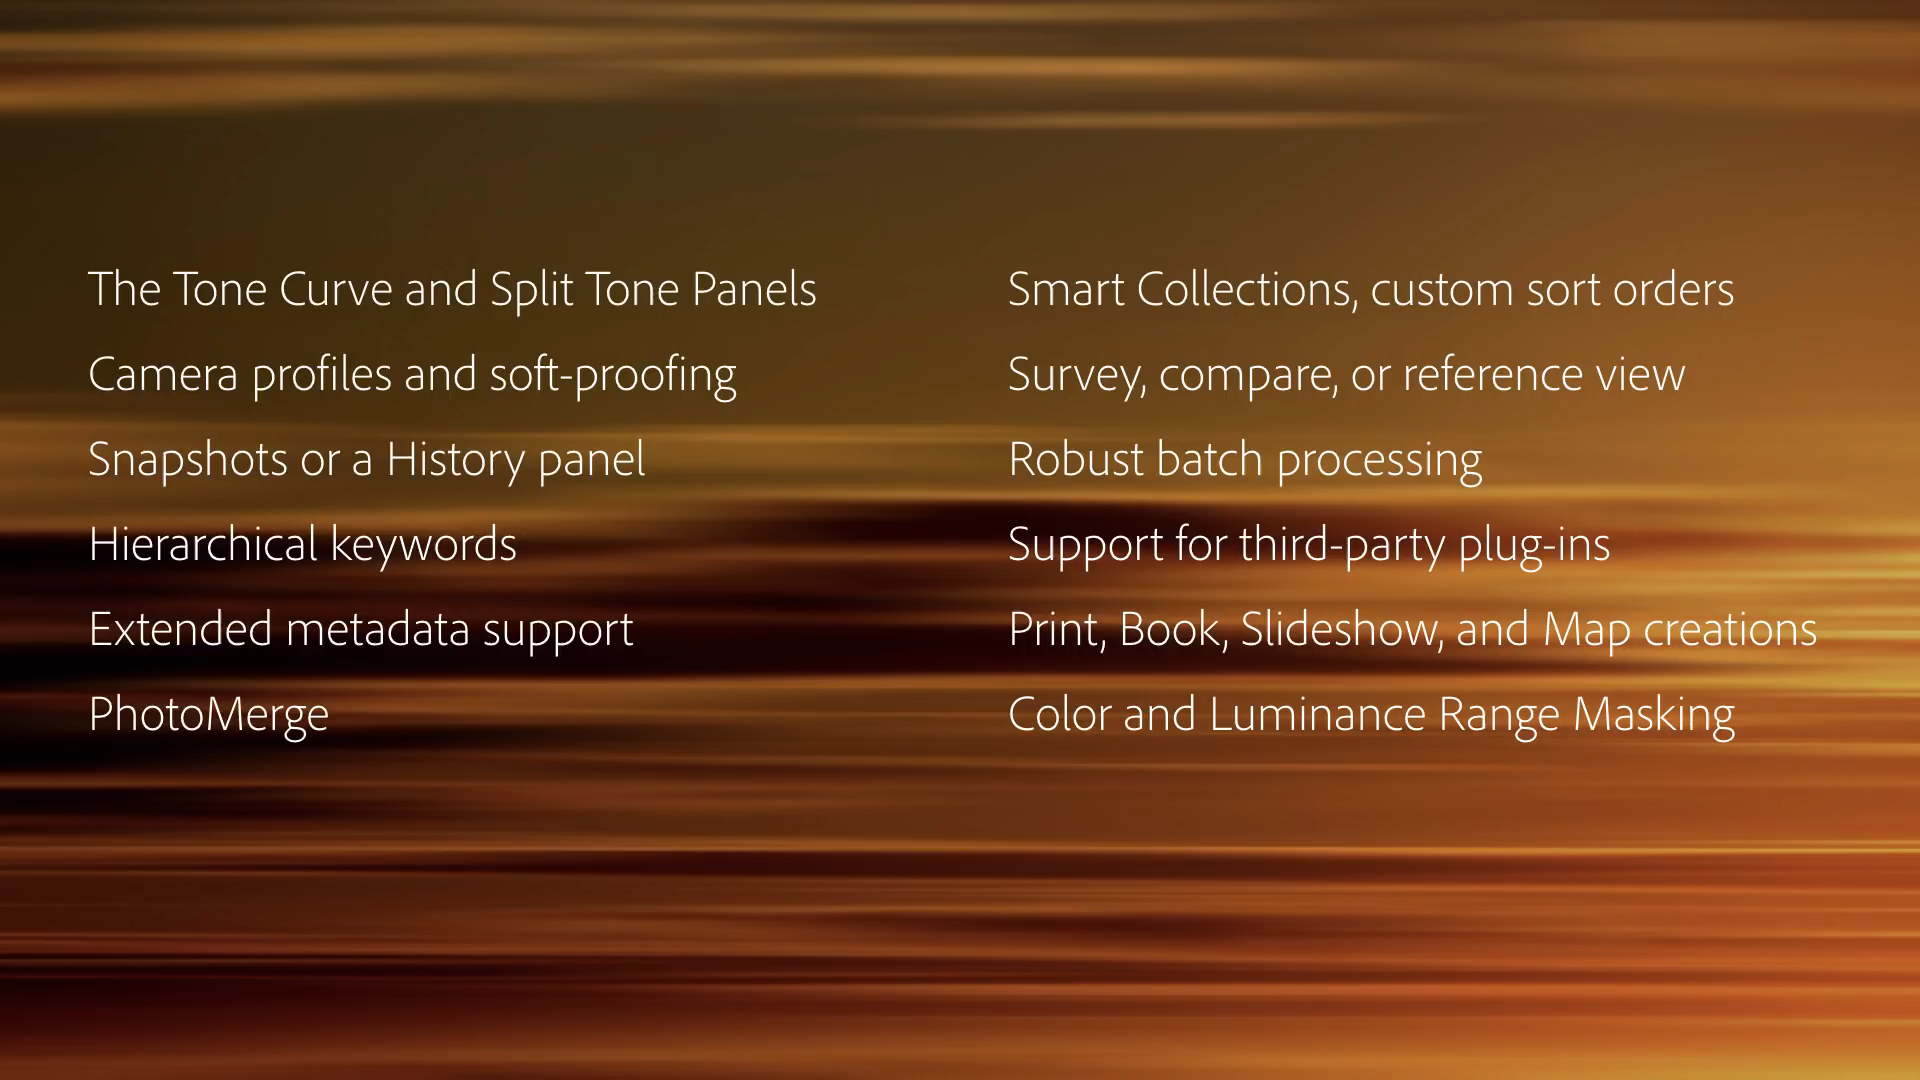 The Tone Curve and Split Tone Panels
Camera profiles and soft-proofing
Snapshots or a History panel
Hierarchical keywords
Extended metadata support
PhotoMerge
Smart Collections, custom sort orders
Survey, compare, or reference view
Robust batch processing
Support for third-party plug-ins
Print, Book, Slideshow, and Map creations
Color and Luminance Range Masking